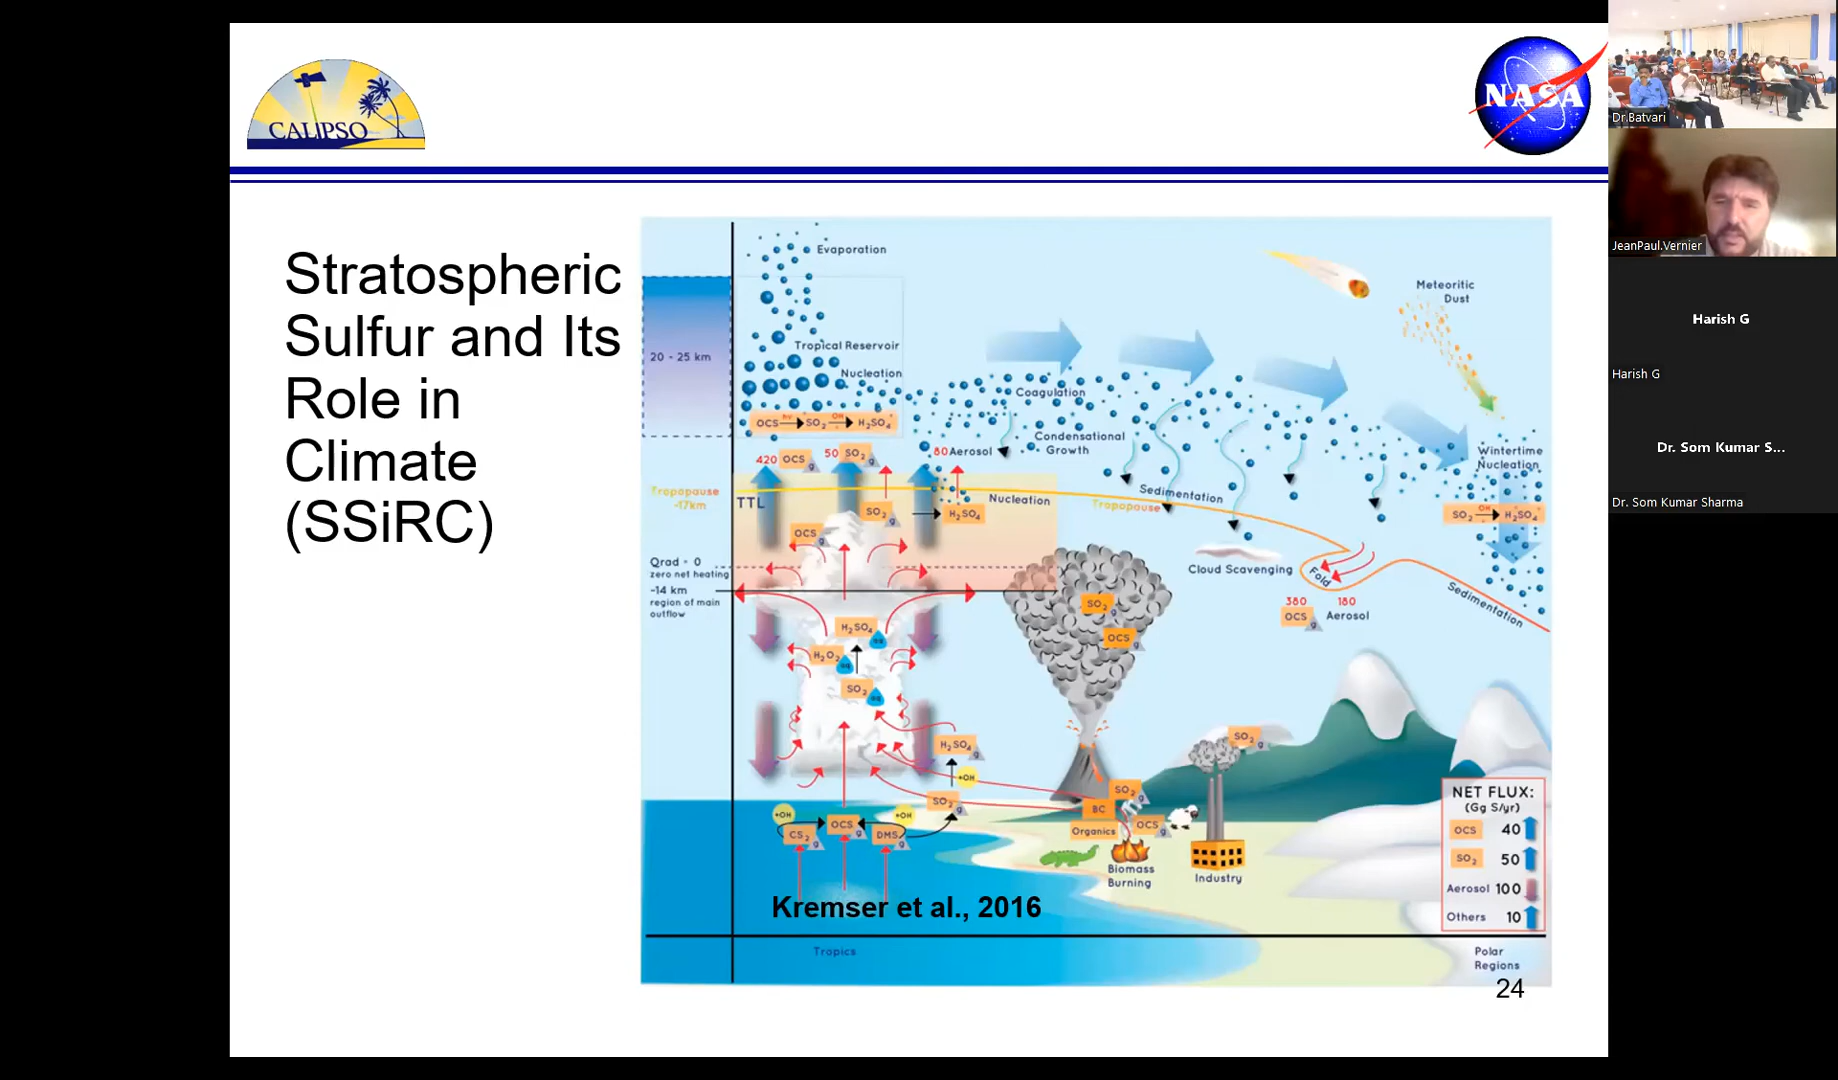 CALIPSO
NASA
Stratospheric
Sulfur and Its
Role in
Climate
(SSiRC)
Evaporation
Meteoritic
Dust
20 - 25 km
Tropical Reservoir
Nucleation
Coagulation
OCS hν SO2 OH H2SO4
Condensational
Growth
420 OCS g
50 SO2 g
80 Aerosol
Wintertime
Nucleation
Tropopause
~17km
TTL
Nucleation
Sedimentation
Tropopause
SO2 g
H2SO4
SO2 OH H2SO4
OCS g
Qrad = 0
zero net heating
~14 km
region of main
outflow
Cloud Scavenging
Fold
380
OCS g
180
Aerosol
Sedimentation
SO2 g
OCS g
H2SO4
H2O2
SO2
H2SO4 g
+OH
SO2 g
SO2 g
SO2 g
BC
Organics
OCS g
+OH
+OH
CS2 g
OCS g
DMS g
Biomass
Burning
Industry
NET FLUX:
(Gg S/yr)
OCS 40
SO2 50
Aerosol 100
Others 10
Kremser et al., 2016
Tropics
Polar
Regions
24
Dr.Batvari
JeanPaul.Vernier
Harish G
Harish G
Dr. Som Kumar S...
Dr. Som Kumar Sharma